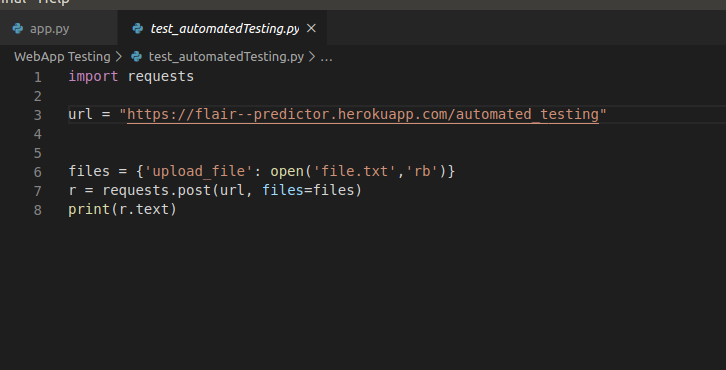 Help
app.py
test_automatedTesting.py
WebApp Testing > test_automatedTesting.py > ...
1 import requests
2
3 url = "https://flair--predictor.herokuapp.com/automated_testing"
4
5
6 files = {'upload_file': open('file.txt','rb')}
7 r = requests.post(url, files=files)
8 print(r.text)